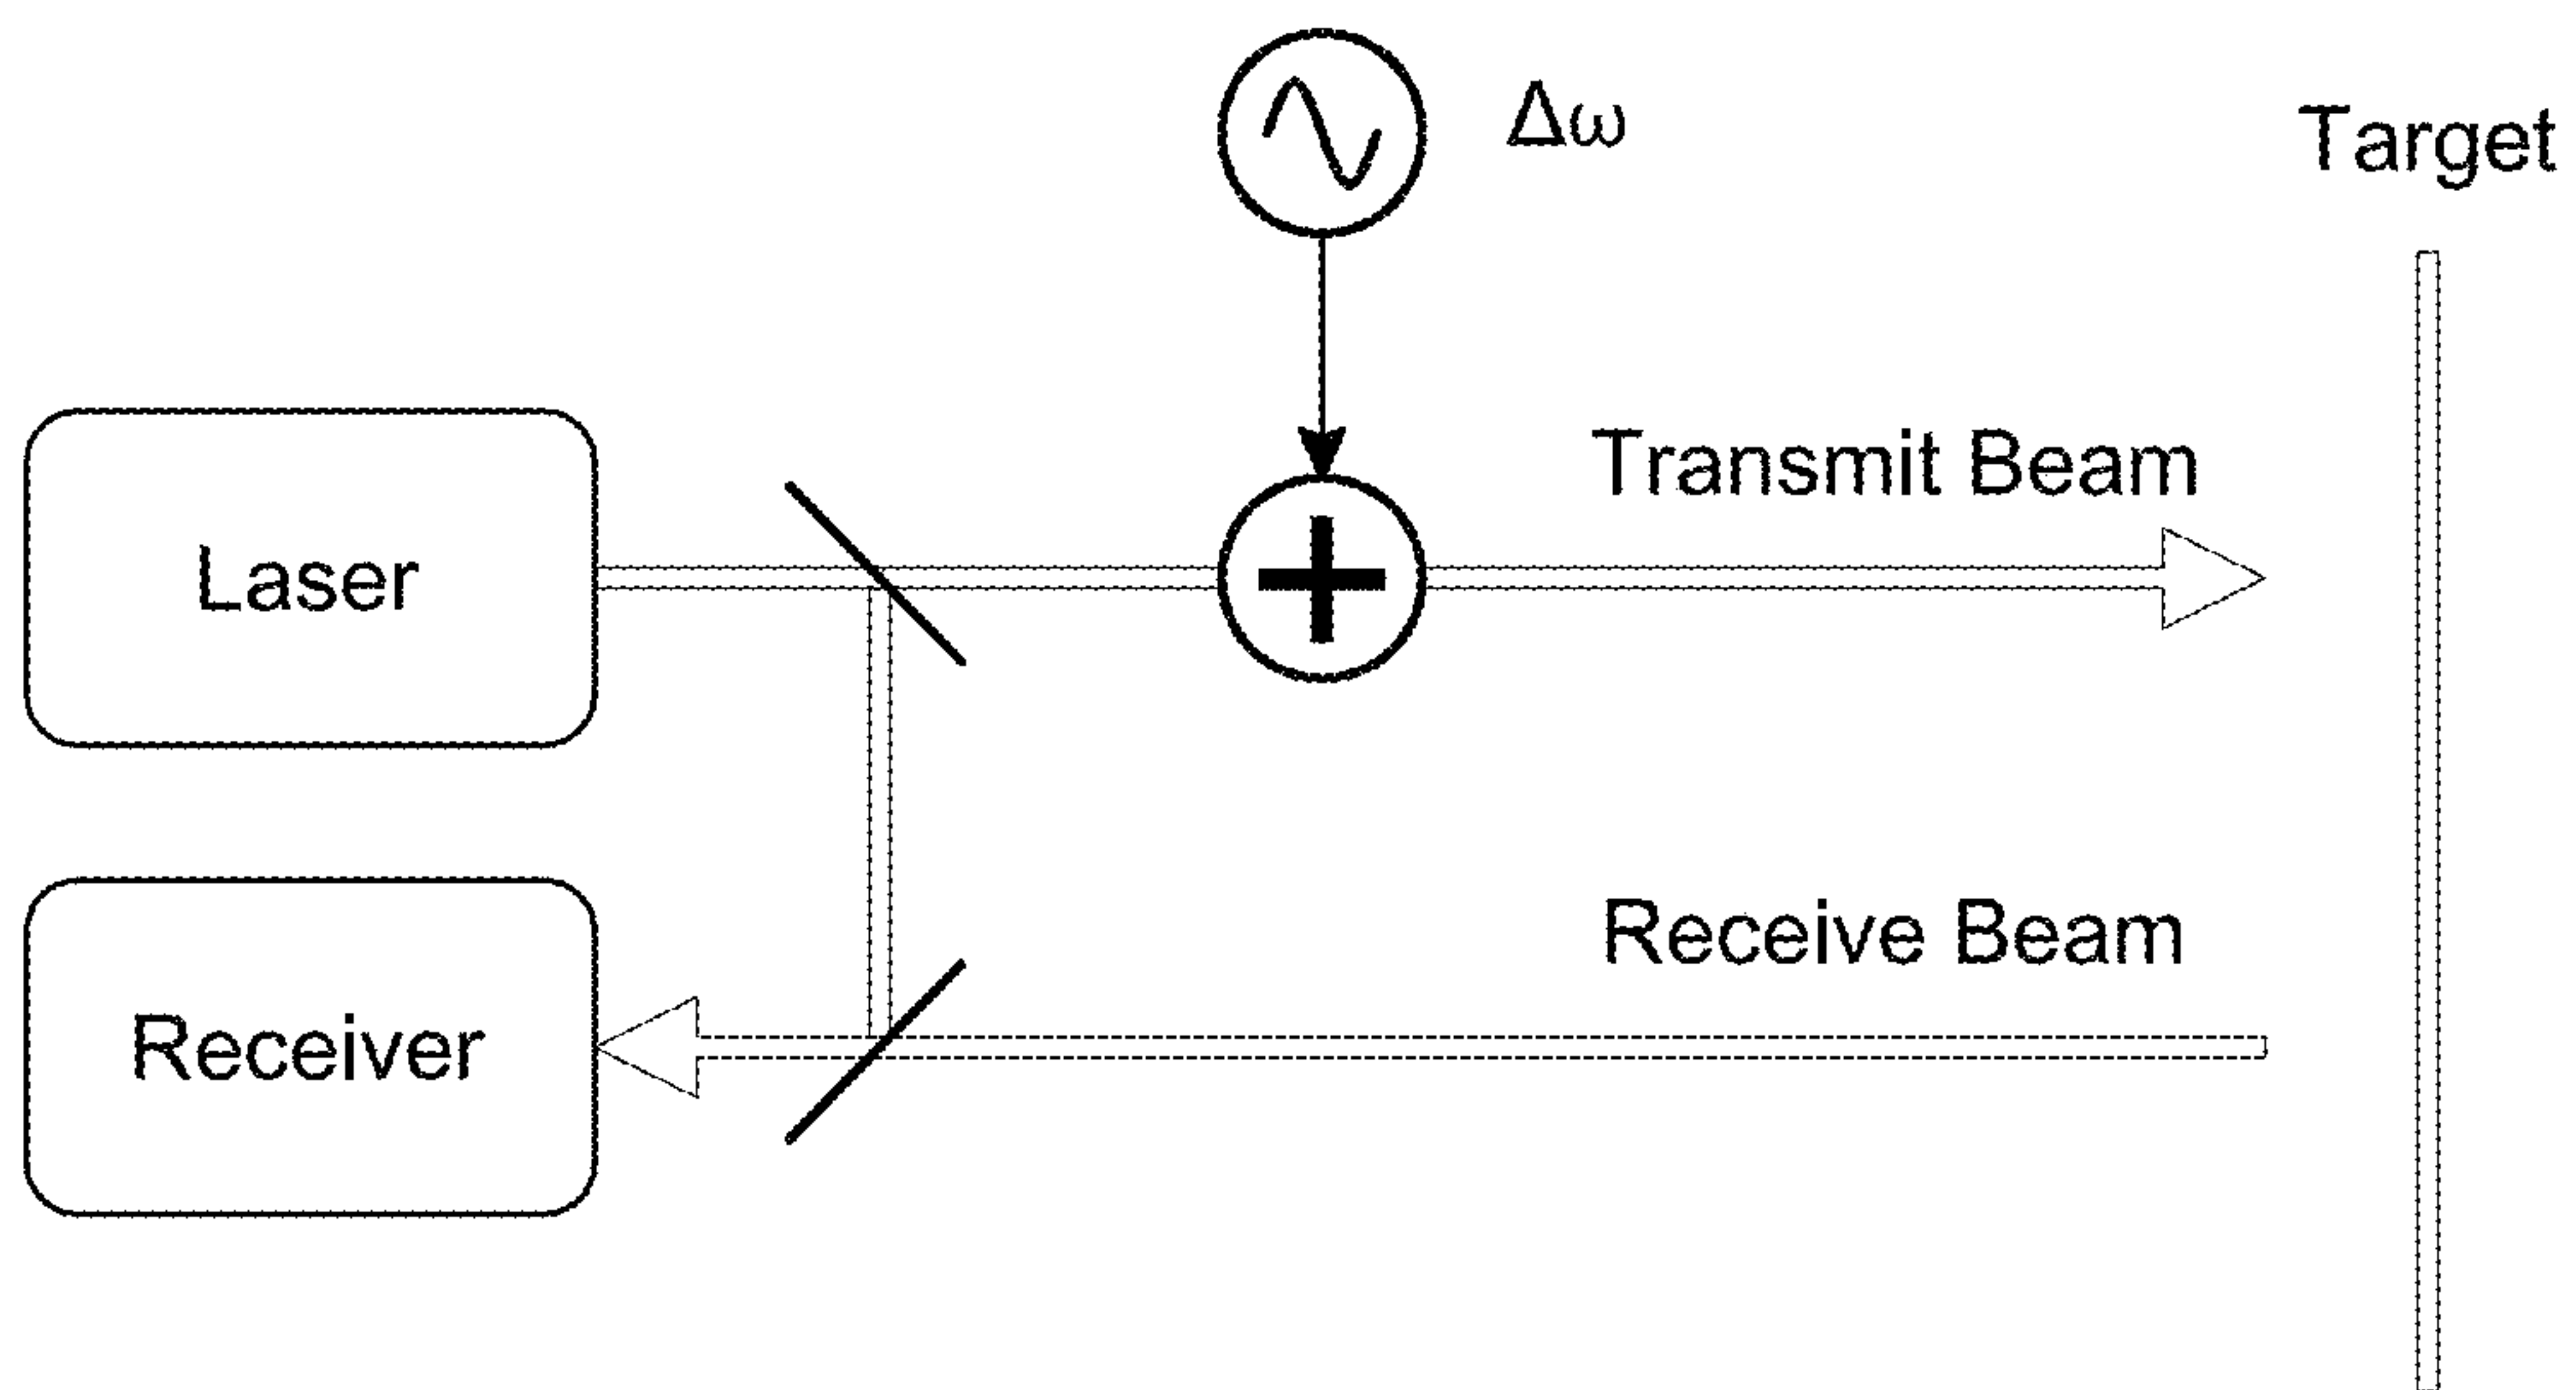 Δω
Target
Transmit Beam
Laser
Receive Beam
Receiver